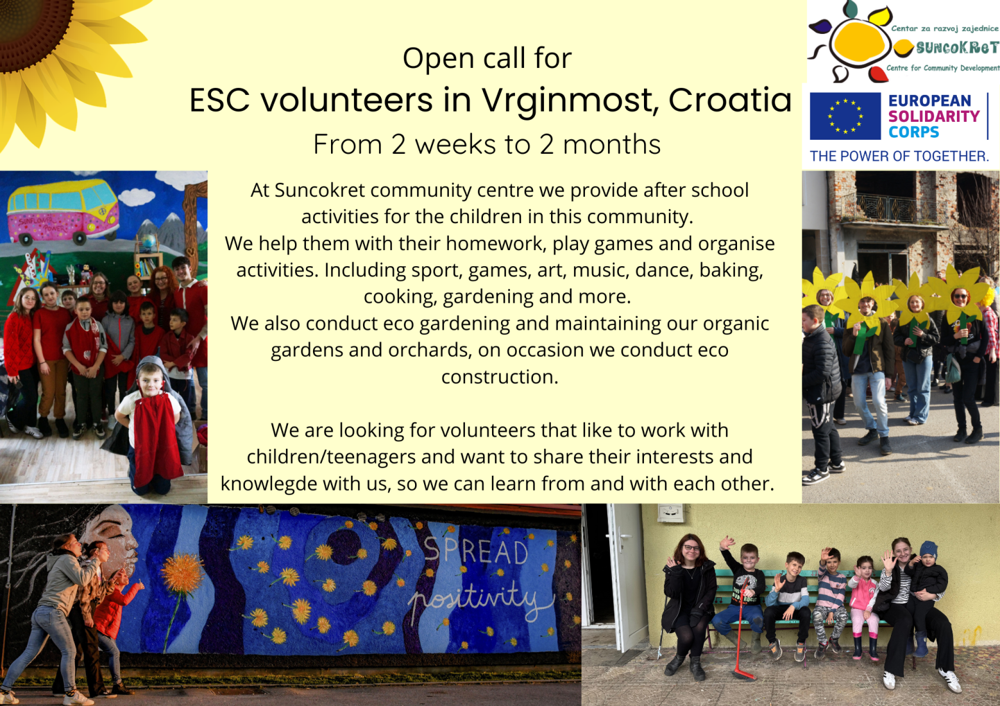 Open call for
ESC volunteers in Vrginmost, Croatia
From 2 weeks to 2 months
Centar za razvoj zajednice
SUNCOKRET
Centre for Community Development
EUROPEAN
SOLIDARITY
CORPS
THE POWER OF TOGETHER.
At Suncokret community centre we provide after school
activities for the children in this community.
We help them with their homework, play games and organise
activities. Including sport, games, art, music, dance, baking,
cooking, gardening and more.
We also conduct eco gardening and maintaining our organic
gardens and orchards, on occasion we conduct eco
construction.
We are looking for volunteers that like to work with
children/teenagers and want to share their interests and
knowlegde with us, so we can learn from and with each other.
SUNFLOWER
POWER
SPREAD
positivity